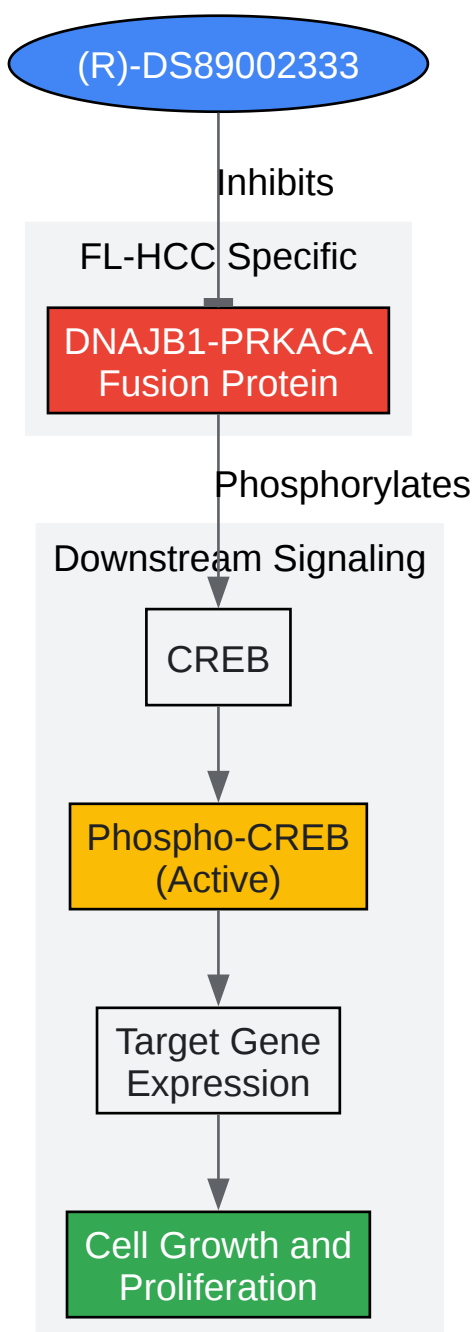 (R)-DS89002333
Inhibits
FL-HCC Specific
DNAJB1-PRKACA
Fusion Protein
Phosphorylates
Downstream Signaling
CREB
Phospho-CREB
(Active)
Target Gene
Expression
Cell Growth and
Proliferation